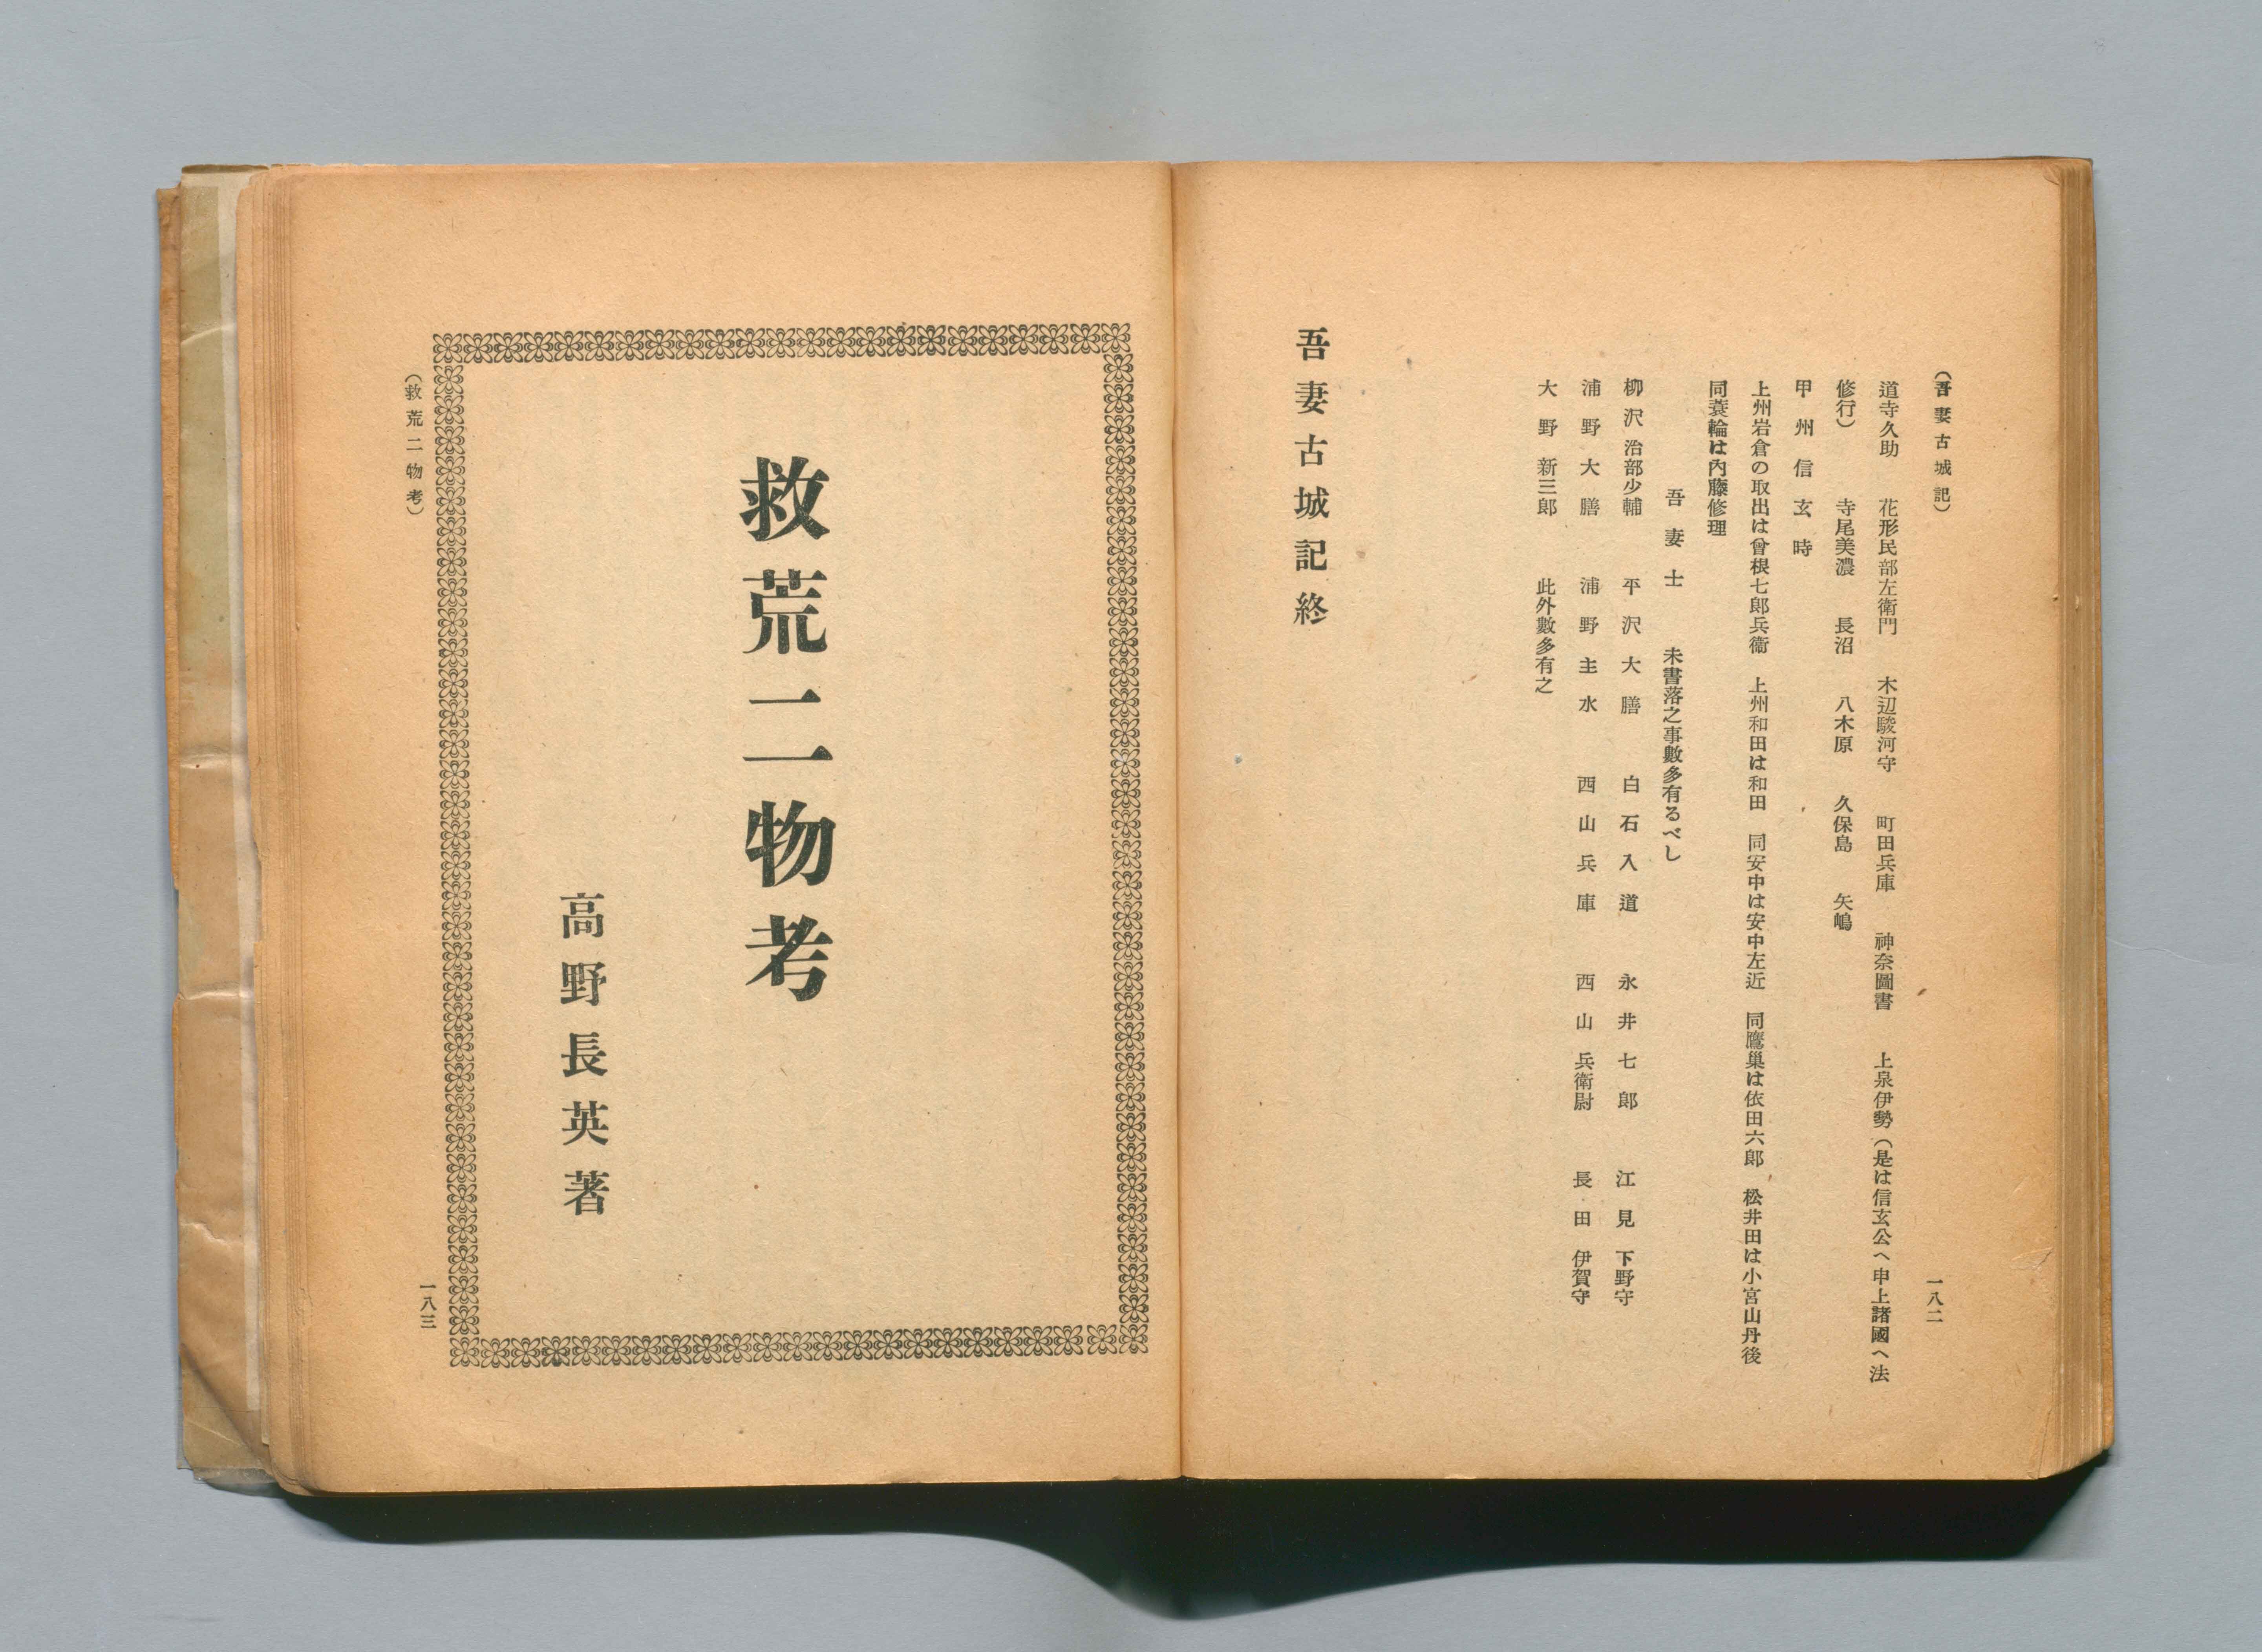 (吾妻古城記)
道寺久助 花形民部左衛門 木辺駿河守 町田兵庫 神奈圖書 上泉伊勢(是は信玄公へ申上諸國へ法
修行) 寺尾美濃 長沼 八木原 久保島 矢嶋
甲州信玄時
上州岩倉の取出は曾根七郎兵衞 上州和田は和田 同安中は安中左近 同鷹巢は依田六郎 松井田は小宮山丹後
同蓑輪は內藤修理
吾妻士 未書落之事數多有るべし
柳沢治部少輔 平沢大膳 白石入道 永井七郎 江見下野守
浦野大膳 浦野主水 西山兵庫 西山兵衛尉 長田伊賀守
大野新三郎 此外數多有之
吾妻古城記終
一八二
救荒二物考
高野長英著
(救荒二物考)
一八三